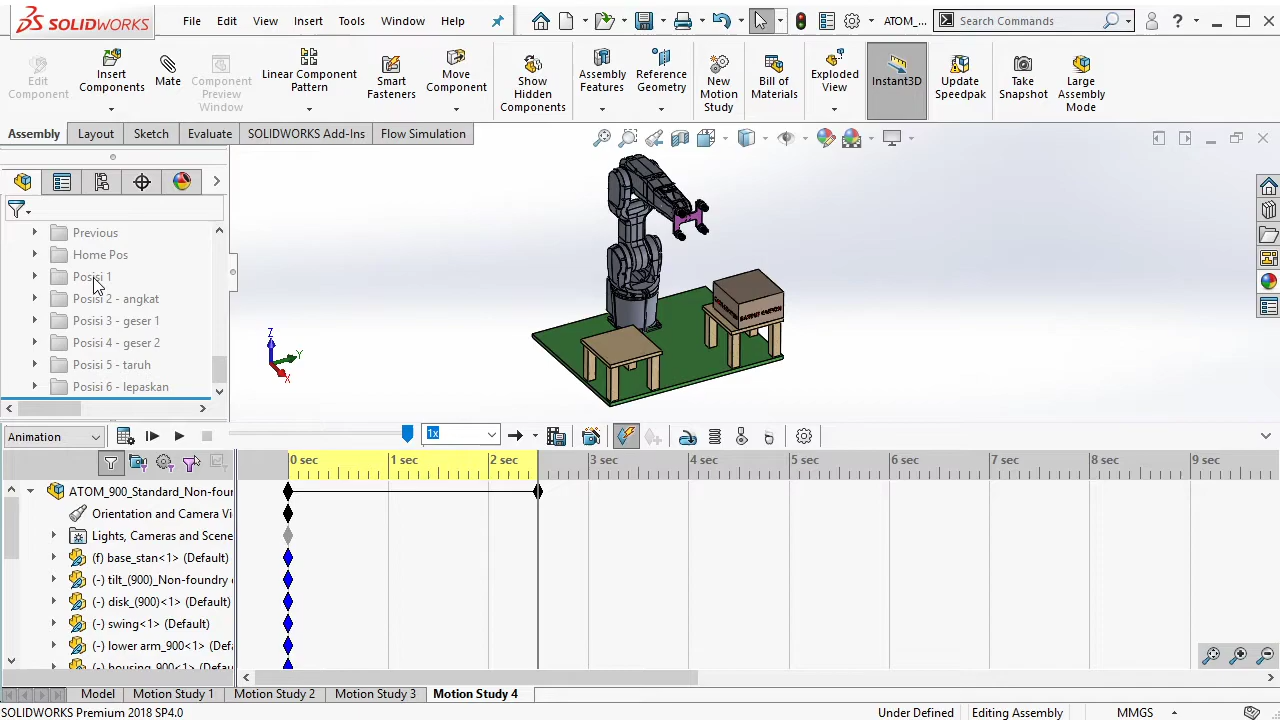 SOLIDWORKS
File Edit View Insert Tools Window Help
ATOM_... Search Commands
Edit Component
Insert Components
Mate
Component Preview Window
Linear Component Pattern
Smart Fasteners
Move Component
Show Hidden Components
Assembly Features
Reference Geometry
New Motion Study
Bill of Materials
Exploded View
Instant3D
Update Speedpak
Take Snapshot
Large Assembly Mode
Assembly Layout Sketch Evaluate SOLIDWORKS Add-Ins Flow Simulation
Previous
Home Pos
Posisi 1
Posisi 2 - angkat
Posisi 3 - geser 1
Posisi 4 - geser 2
Posisi 5 - taruh
Posisi 6 - lepaskan
Z
Y
X
Animation 1x
0 sec 1 sec 2 sec 3 sec 4 sec 5 sec 6 sec 7 sec 8 sec 9 sec
ATOM_900_Standard_Non-four
Orientation and Camera Vi
Lights, Cameras and Scene
(f) base_stan<1> (Default)
(-) tilt_(900)_Non-foundry
(-) disk_(900)<1> (Default)
(-) swing<1> (Default)
(-) lower arm_900<1> (Defa
(-) housing_900<1> (Defau
Model Motion Study 1 Motion Study 2 Motion Study 3 Motion Study 4
SOLIDWORKS Premium 2018 SP4.0 Under Defined Editing Assembly MMGS